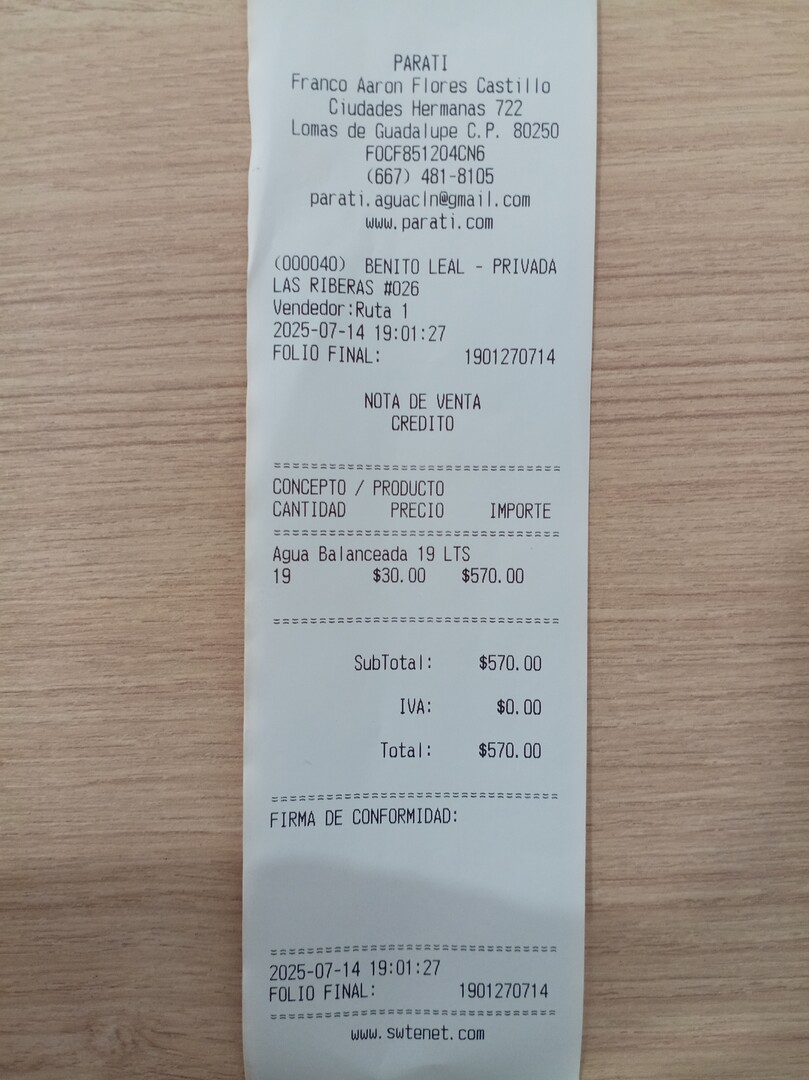 PARATI
Franco Aaron Flores Castillo
Ciudades Hermanas 722
Lomas de Guadalupe C.P. 80250
FOCF851204CN6
(667) 481-8105
parati.aguacln@gmail.com
www.parati.com
(000040) BENITO LEAL - PRIVADA
LAS RIBERAS #026
Vendedor:Ruta 1
2025-07-14 19:01:27
FOLIO FINAL: 1901270714
NOTA DE VENTA
CREDITO
================================
CONCEPTO / PRODUCTO
CANTIDAD PRECIO IMPORTE
================================
Agua Balanceada 19 LTS
19 $30.00 $570.00
================================
SubTotal: $570.00
IVA: $0.00
Total: $570.00
================================
FIRMA DE CONFORMIDAD:
================================
2025-07-14 19:01:27
FOLIO FINAL: 1901270714
================================
www.swtenet.com